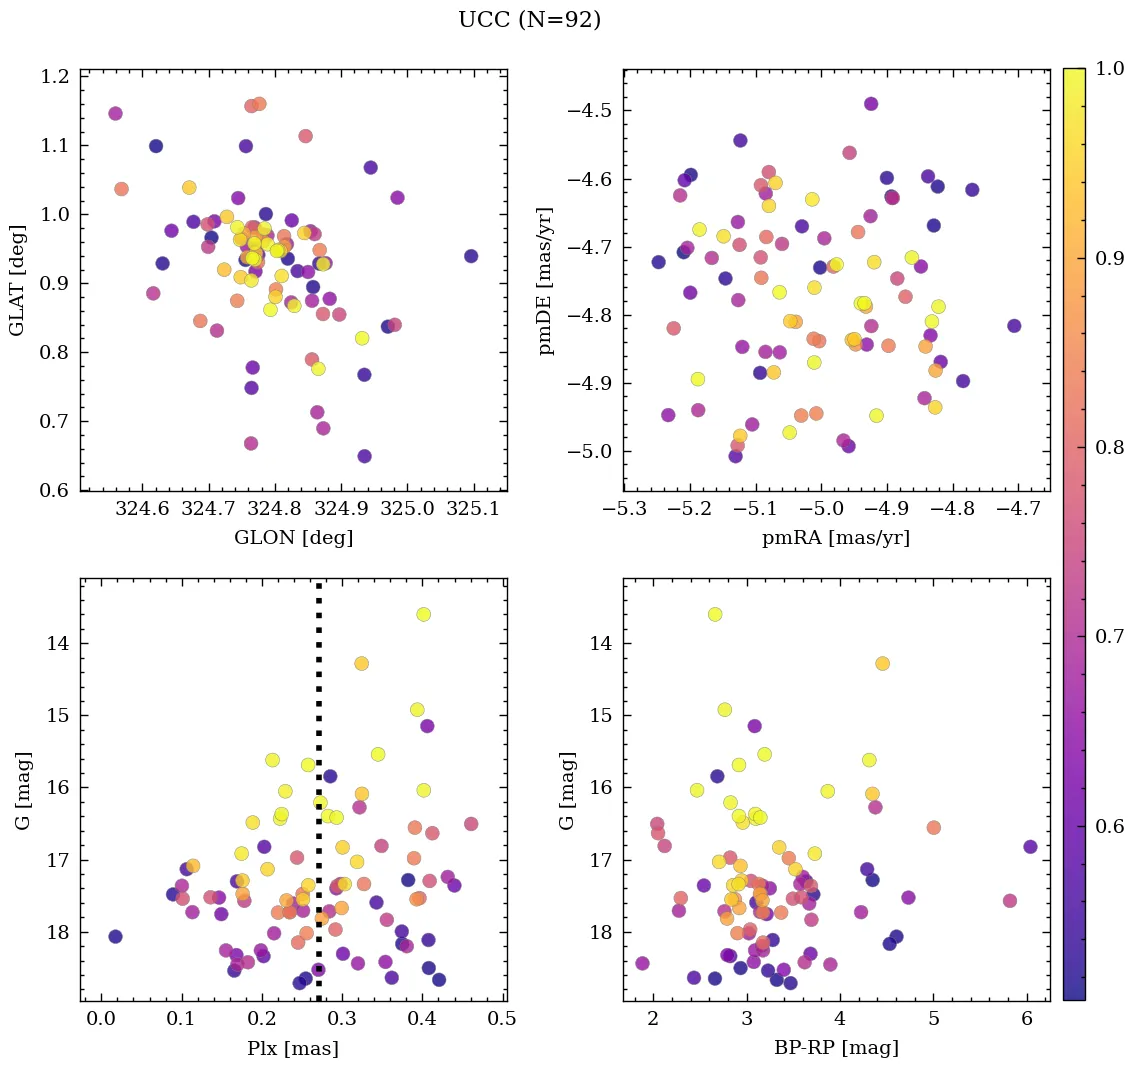 UCC (N=92)
1.2
1.1
1.0
0.9
0.8
0.7
0.6
GLAT [deg]
324.6 324.7 324.8 324.9 325.0 325.1
GLON [deg]
−4.5
−4.6
−4.7
−4.8
−4.9
−5.0
pmDE [mas/yr]
−5.3 −5.2 −5.1 −5.0 −4.9 −4.8 −4.7
pmRA [mas/yr]
1.0
0.9
0.8
0.7
0.6
14
15
16
17
18
G [mag]
0.0 0.1 0.2 0.3 0.4 0.5
Plx [mas]
14
15
16
17
18
G [mag]
2 3 4 5 6
BP-RP [mag]